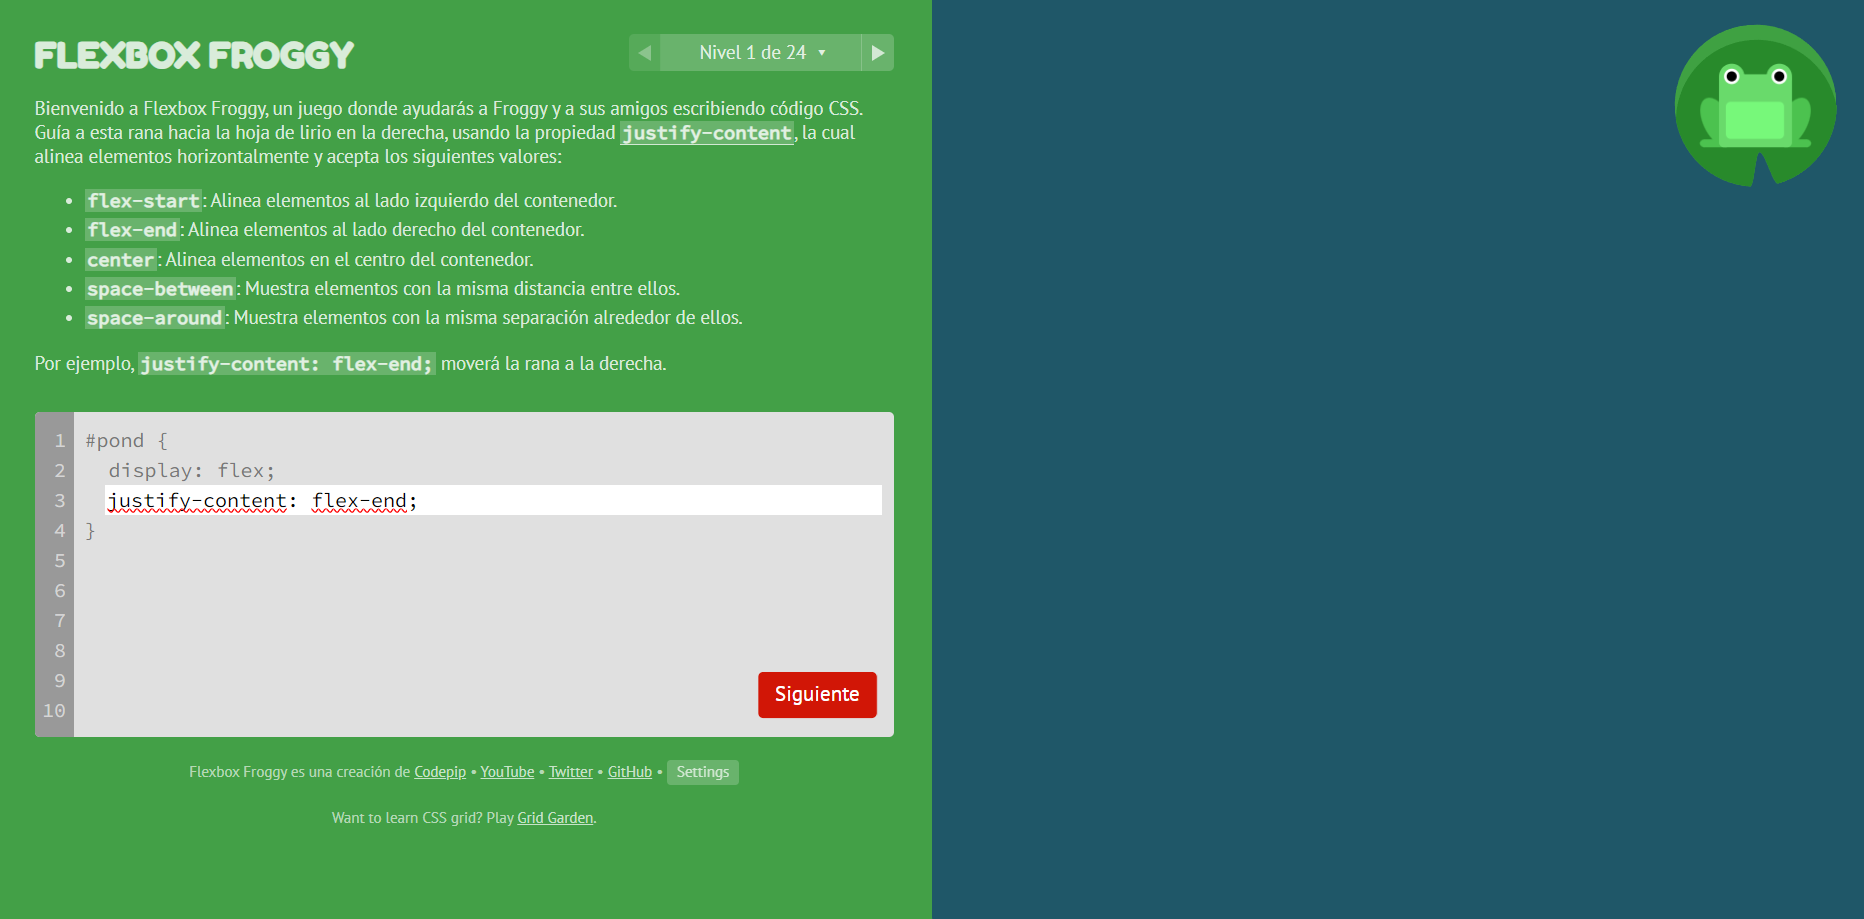 FLEXBOX FROGGY
Nivel 1 de 24
Bienvenido a Flexbox Froggy, un juego donde ayudarás a Froggy y a sus amigos escribiendo código CSS.
Guía a esta rana hacia la hoja de lirio en la derecha, usando la propiedad justify-content, la cual
alinea elementos horizontalmente y acepta los siguientes valores:
• flex-start: Alinea elementos al lado izquierdo del contenedor.
• flex-end: Alinea elementos al lado derecho del contenedor.
• center: Alinea elementos en el centro del contenedor.
• space-between: Muestra elementos con la misma distancia entre ellos.
• space-around: Muestra elementos con la misma separación alrededor de ellos.
Por ejemplo, justify-content: flex-end; moverá la rana a la derecha.
1 #pond {
2 display: flex;
3 justify-content: flex-end;
4 }
5
6
7
8
9
10
Siguiente
Flexbox Froggy es una creación de Codepip • YouTube • Twitter • GitHub • Settings
Want to learn CSS grid? Play Grid Garden.